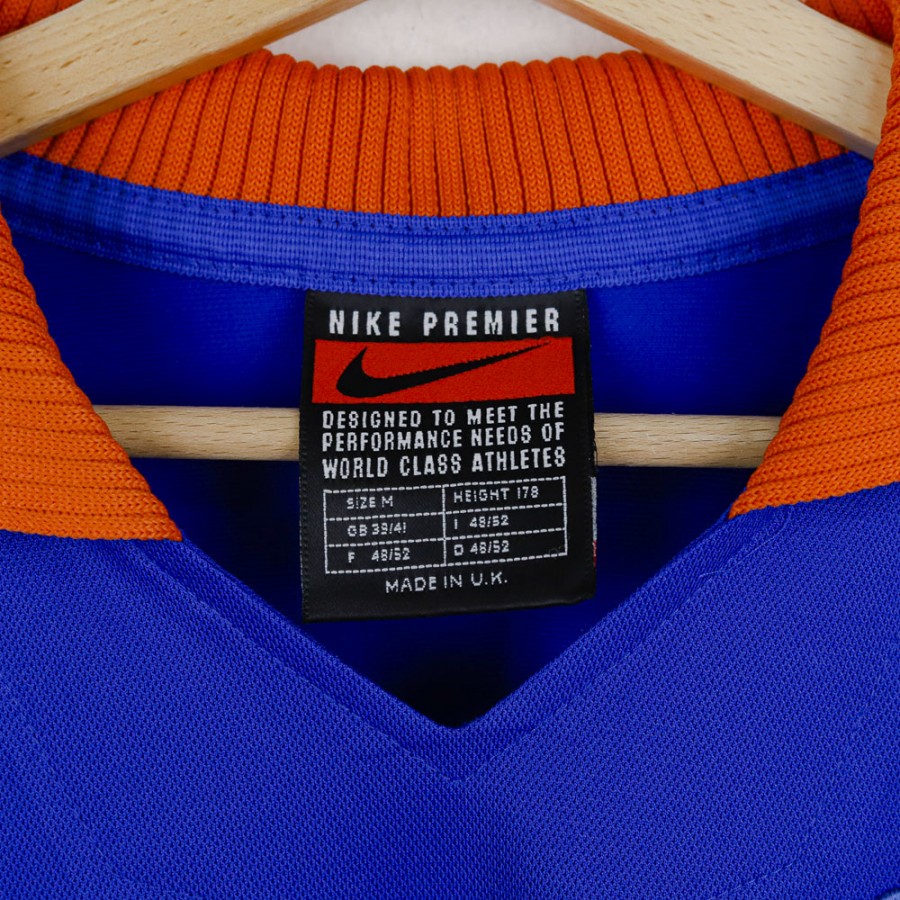 NIKE PREMIER
DESIGNED TO MEET THE
PERFORMANCE NEEDS OF
WORLD CLASS ATHLETES
SIZE M HEIGHT 178
GB 39/41 I 48/52
F 48/52 D 48/52
MADE IN U.K.